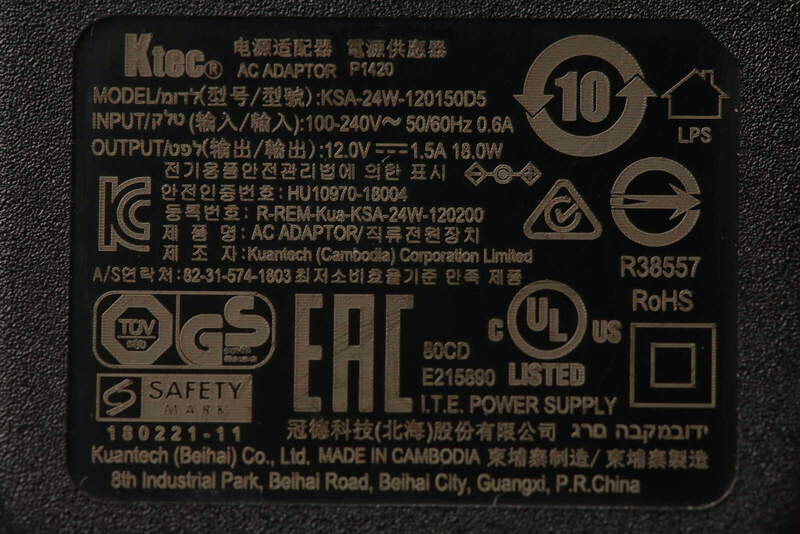 Ktec® 电源适配器 電源供應器
AC ADAPTOR P1420
10
LPS
MODEL/מודל/(型号/型號):KSA-24W-120150D5
INPUT/קלט (输入/輸入):100-240V~ 50/60Hz 0.6A
OUTPUT/פלט(输出/輸出):12.0V⎓1.5A 18.0W
전기용품안전관리법에 의한 표시
안전인증번호: HU10970-18004
등록번호: R-REM-Kua-KSA-24W-120200
제 품 명: AC ADAPTOR/직류전원장치
제 조 자: Kuantech (Cambodia) Corporation Limited
A/S연락처:82-31-574-1803 최저소비효율기준 만족 제품
R38557
RoHS
TÜV
GS
EAC
C UL US
LISTED
80CD
E215890
I.T.E. POWER SUPPLY
SAFETY
MARK
180221-11
冠德科技(北海)股份有限公司 סרגו הבקמבודי
Kuantech (Beihai) Co., Ltd. MADE IN CAMBODIA 柬埔寨制造/ 柬埔寨製造
8th Industrial Park, Beihai Road, Beihai City, Guangxi, P.R.China